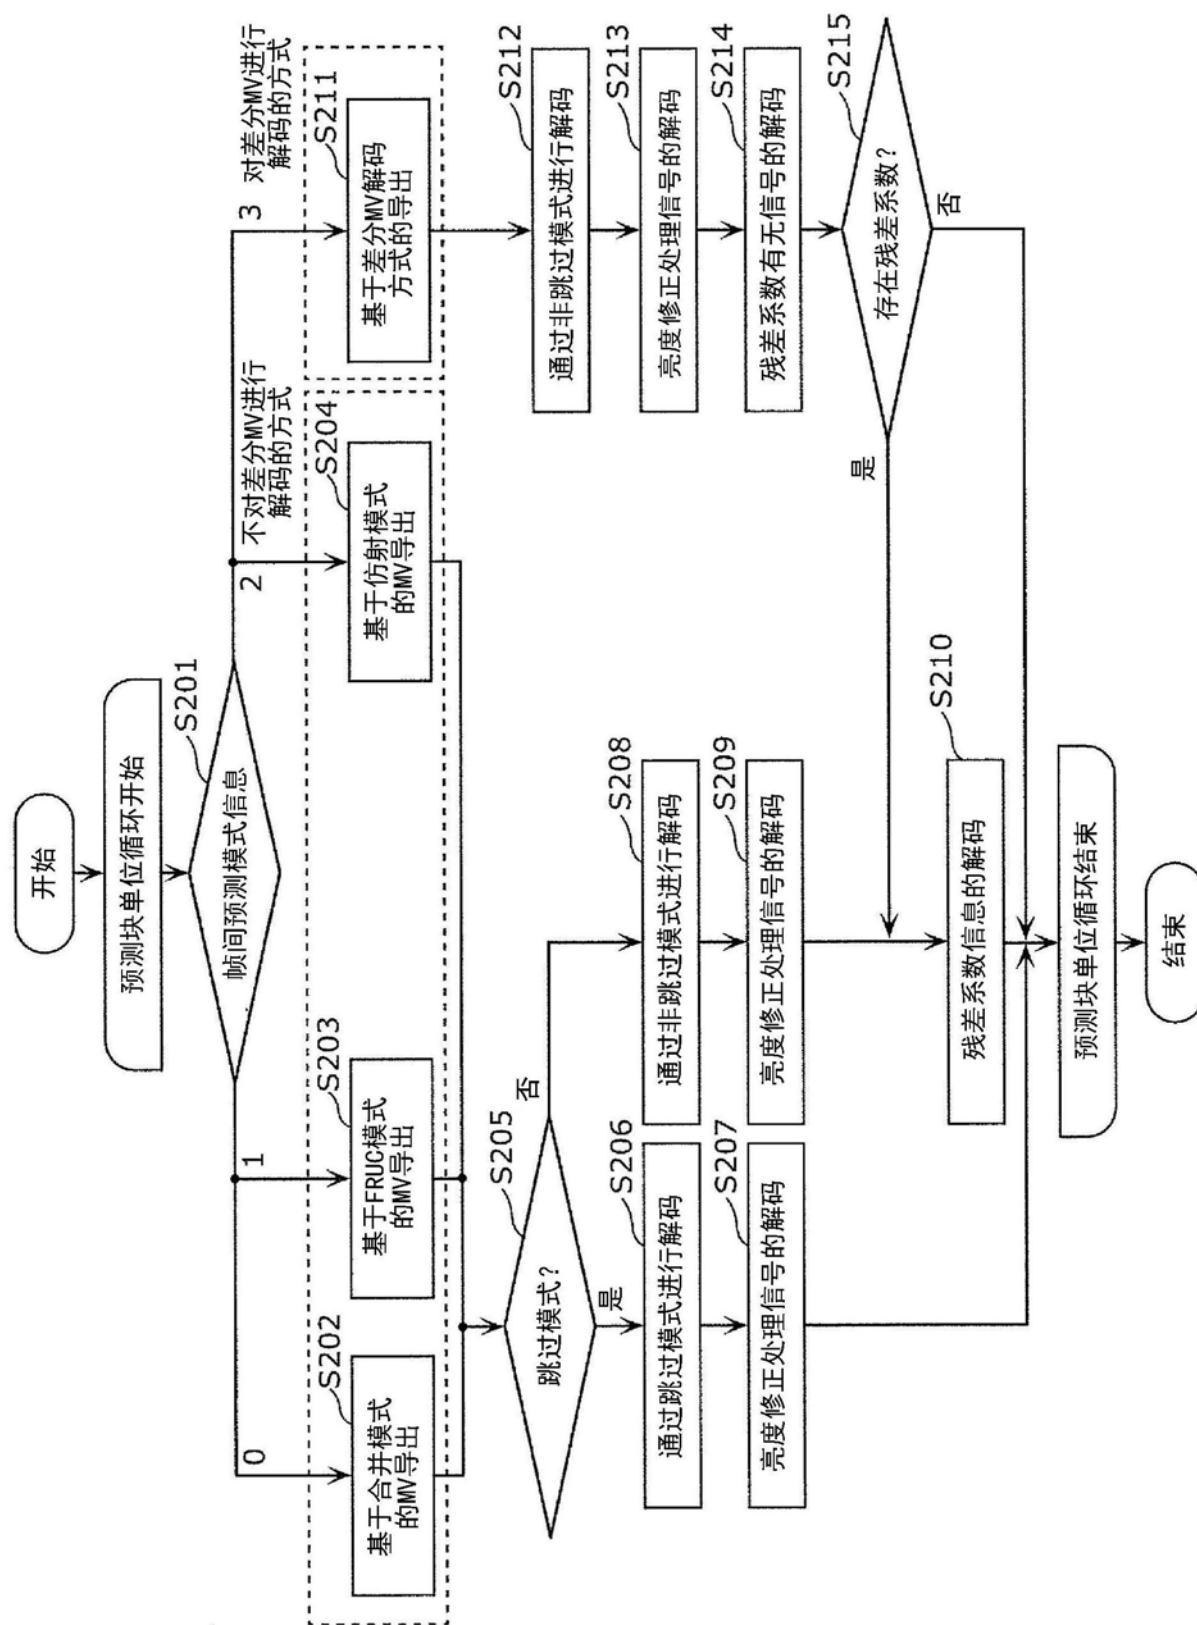 开始
预测块单位循环开始
S201
帧间预测模式信息
0
1
2
3
不对差分MV进行
解码的方式
对差分MV进行
解码的方式
S202
基于合并模式
的MV导出
S203
基于FRUC模式
的MV导出
S204
基于仿射模式
的MV导出
S211
基于差分MV解码
方式的导出
S205
跳过模式?
是
否
S206
通过跳过模式进行解码
S207
亮度修正处理信号的解码
S208
通过非跳过模式进行解码
S209
亮度修正处理信号的解码
S212
通过非跳过模式进行解码
S213
亮度修正处理信号的解码
S214
残差系数有无信号的解码
S215
存在残差系数?
是
否
S210
残差系数信息的解码
预测块单位循环结束
结束